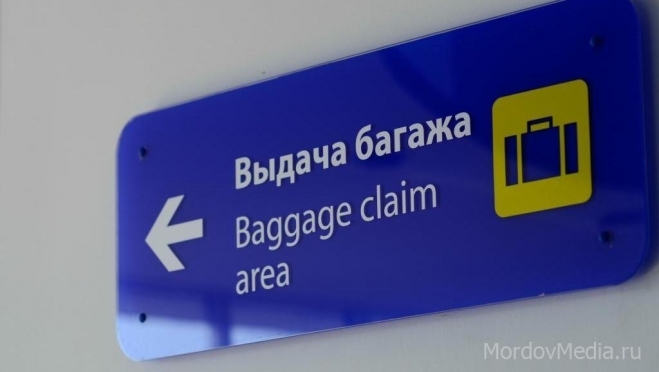 Выдача багажа
Baggage claim
area
MordovMedia.ru